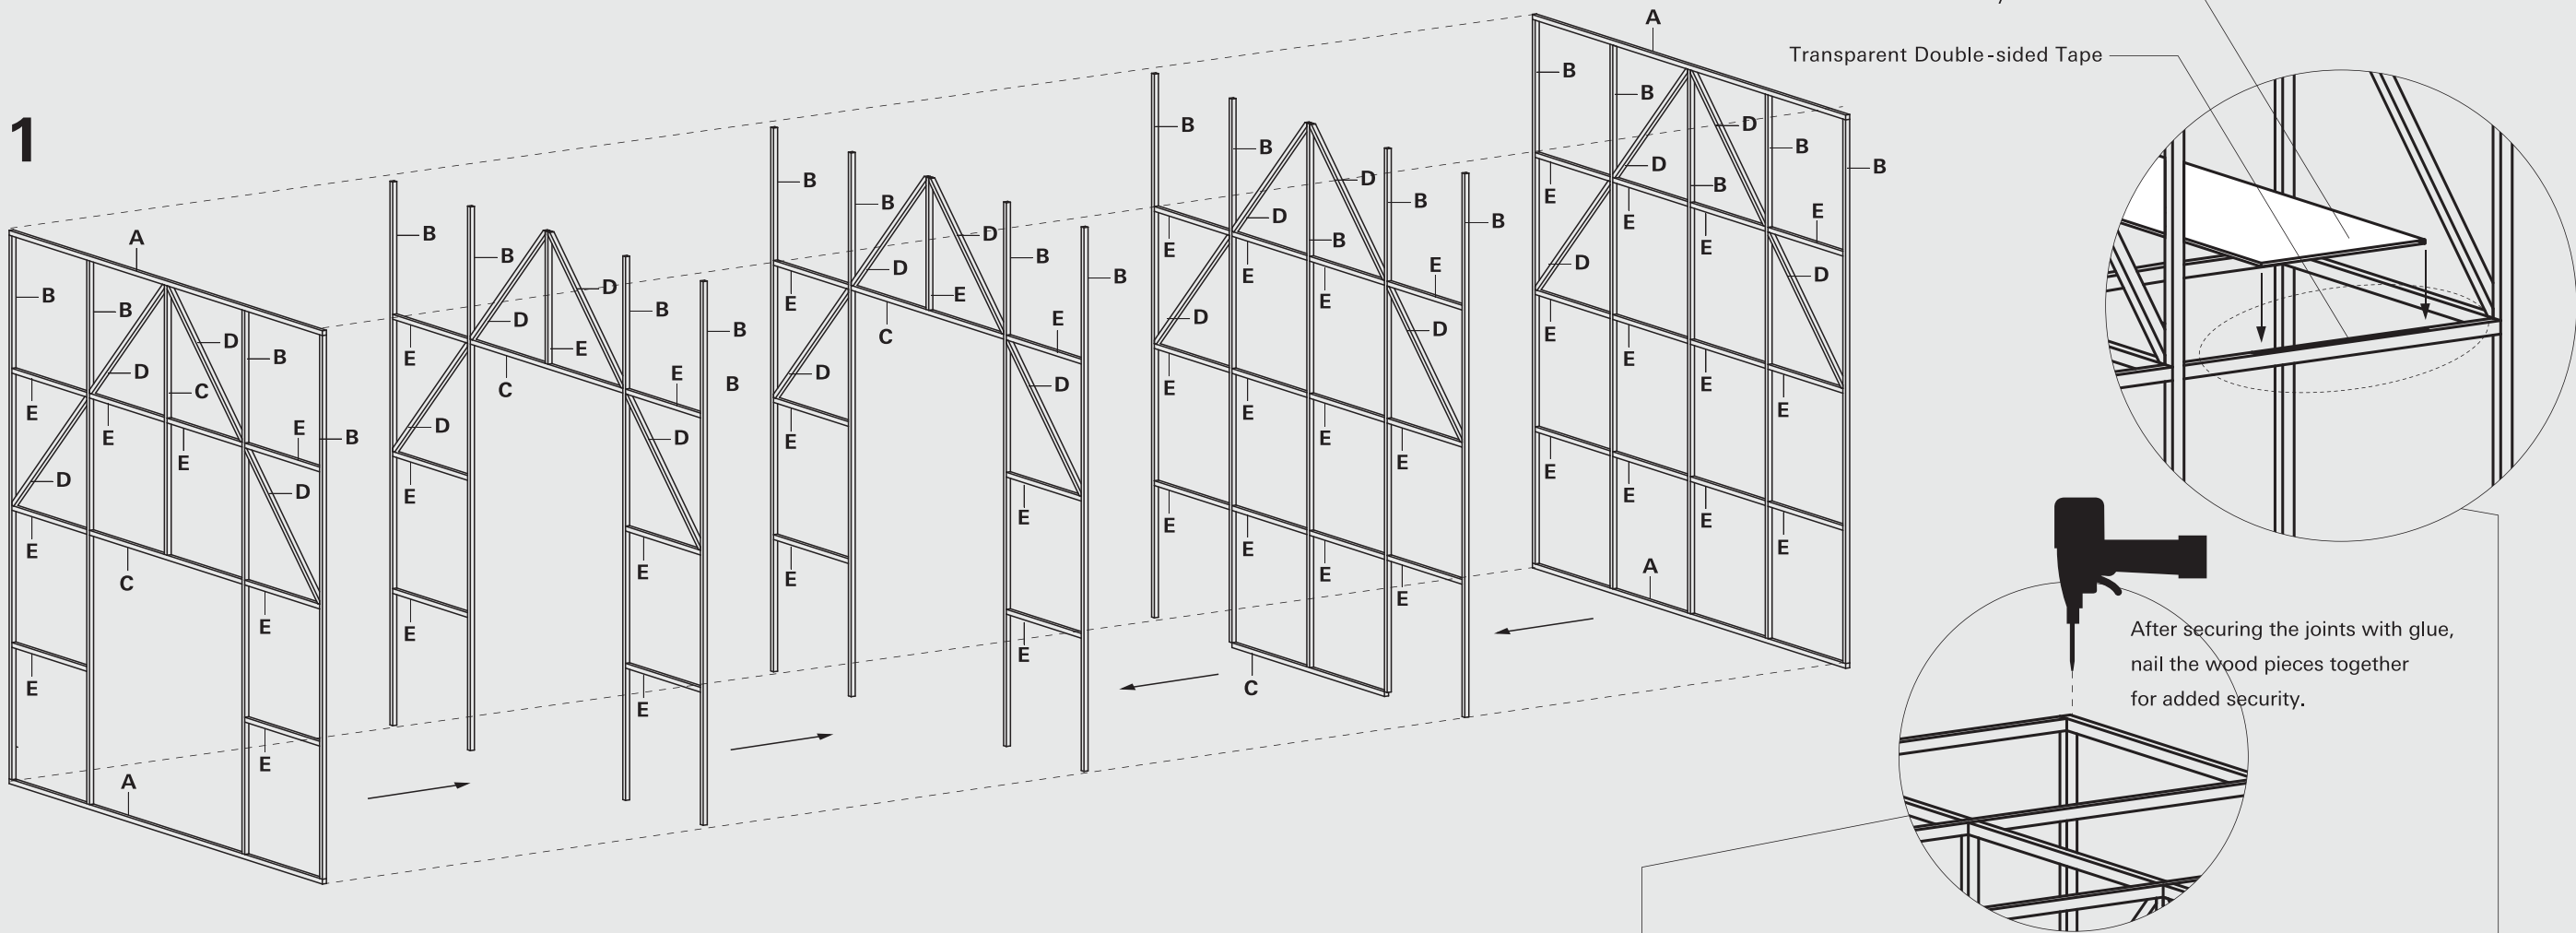 1
A
B
B
D
B
D
C
E
E
B
E
E
D
D
E
C
E
E
E
A
B
B
D
B
D
B
E
E
E
B
C
D
D
E
E
E
E
B
B
D
B
D
B
E
E
E
C
D
D
E
E
E
E
B
B
D
B
D
B
B
E
E
E
E
D
D
E
E
E
E
E
E
E
E
C
A
B
B
D
B
D
B
B
E
E
E
E
D
D
E
E
E
E
E
E
E
E
A
Transparent Double-sided Tape
After securing the joints with glue,
nail the wood pieces together
for added security.